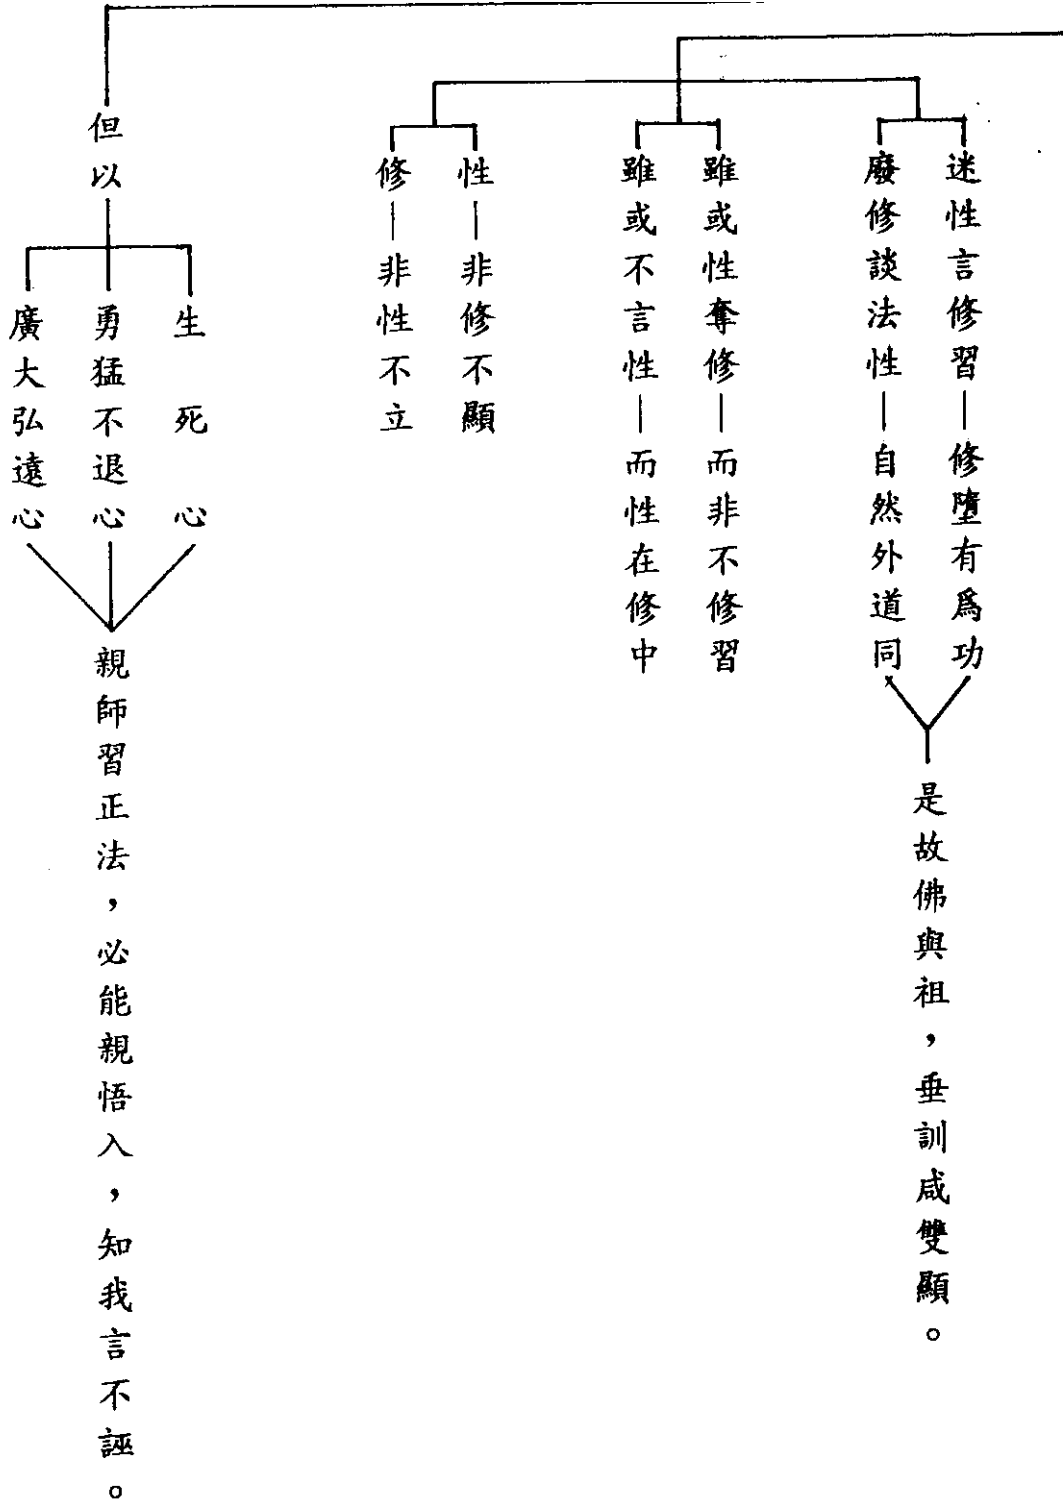 迷性言修習—修墮有爲功
廢修談法性—自然外道同
是故佛與祖，垂訓咸雙顯。
雖或性奪修—而非不修習
雖或不言性—而性在修中
性—非修不顯
修—非性不立
但以
生死心
勇猛不退心
廣大弘遠心
親師習正法，必能親悟入，知我言不誣。